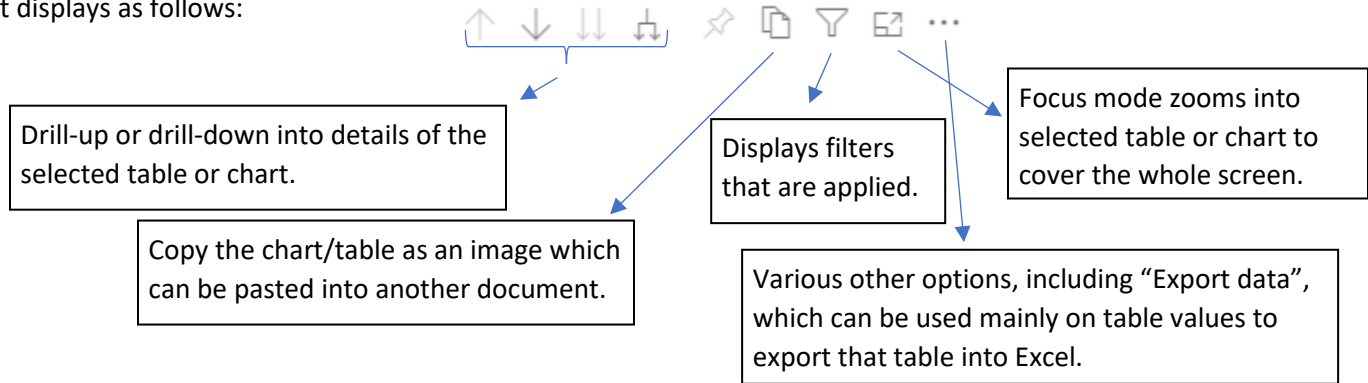 t displays as follows:
Drill-up or drill-down into details of the
selected table or chart.
Copy the chart/table as an image which
can be pasted into another document.
Displays filters
that are applied.
Focus mode zooms into
selected table or chart to
cover the whole screen.
Various other options, including “Export data”,
which can be used mainly on table values to
export that table into Excel.